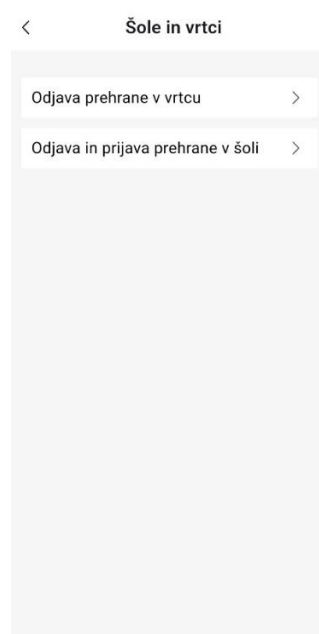 Šole in vrtci
Odjava prehrane v vrtcu
Odjava in prijava prehrane v šoli